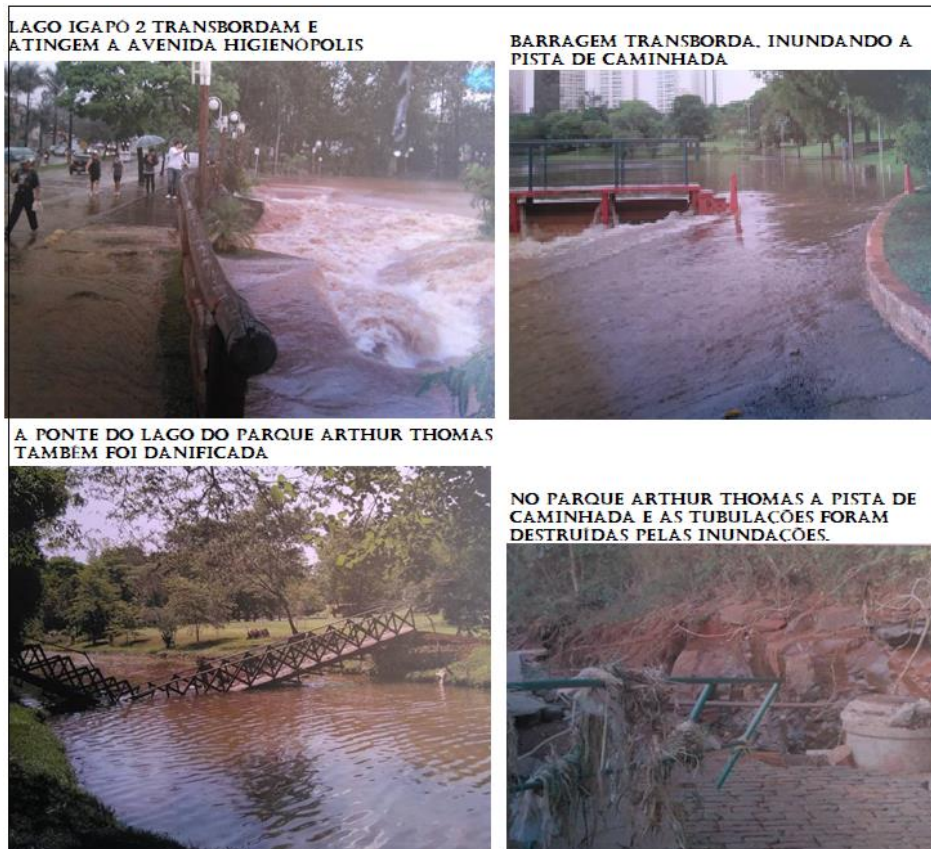 LAGO IGAPÓ 2 TRANSBORDAM E
ATINGEM A AVENIDA HIGIENÓPOLIS
BARRAGEM TRANSBORDA, INUNDANDO A
PISTA DE CAMINHADA
A PONTE DO LAGO DO PARQUE ARTHUR THOMAS
TAMBÉM FOI DANIFICADA
NO PARQUE ARTHUR THOMAS A PISTA DE
CAMINHADA E AS TUBULAÇÕES FORAM
DESTRUÍDAS PELAS INUNDAÇÕES.